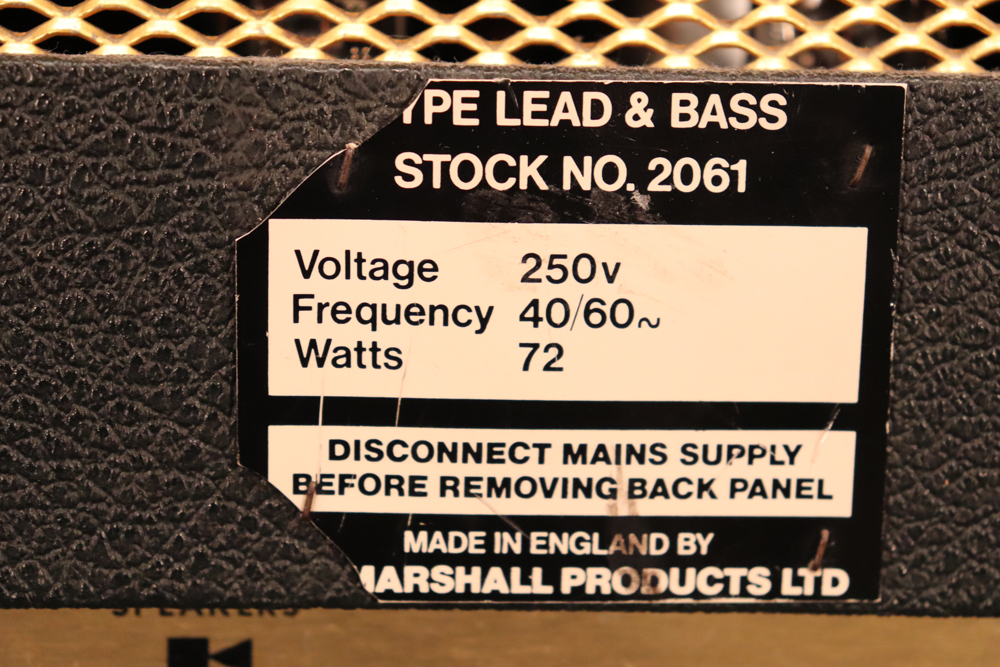 YPE LEAD & BASS
STOCK NO. 2061
Voltage 250v
Frequency 40/60~
Watts 72
DISCONNECT MAINS SUPPLY
BEFORE REMOVING BACK PANEL
MADE IN ENGLAND BY
MARSHALL PRODUCTS LTD
SPEAKERS